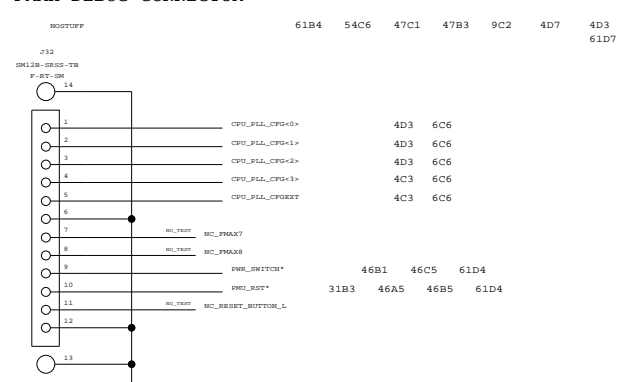 NOSTUFF 61B4 54C6 47C1 47B3 9C2 4D7 4D3
61D7
J32
SM12B-SRSS-TB
F-RT-SM
14
1 CPU_PLL_CFG<0> 4D3 6C6
2 CPU_PLL_CFG<1> 4D3 6C6
3 CPU_PLL_CFG<2> 4D3 6C6
4 CPU_PLL_CFG<3> 4C3 6C6
5 CPU_PLL_CFGEXT 4C3 6C6
6
7 NO_TEST NC_FMAX7
8 NO_TEST NC_FMAX8
9 PWR_SWITCH* 46B1 46C5 61D4
10 PMU_RST* 31B3 46A5 46B5 61D4
11 NO_TEST NC_RESET_BUTTON_L
12
13